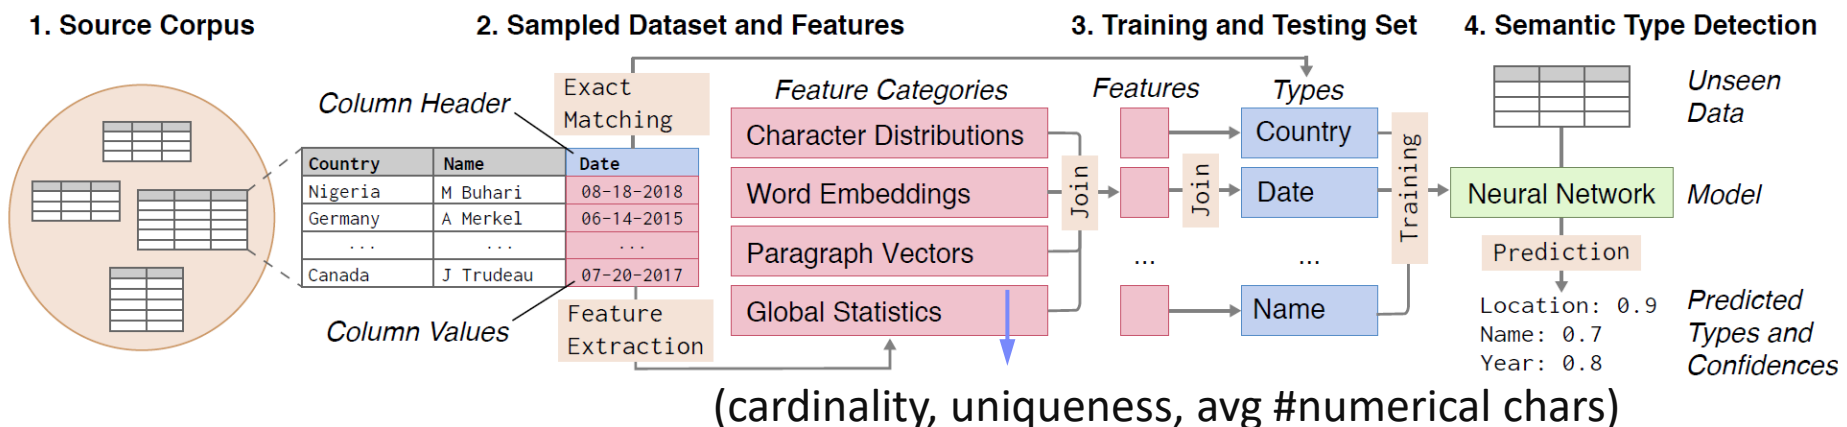 1. Source Corpus
2. Sampled Dataset and Features
3. Training and Testing Set
4. Semantic Type Detection
Column Header
Exact
Matching
Country Name Date
Nigeria M Buhari 08-18-2018
Germany A Merkel 06-14-2015
... ... ...
Canada J Trudeau 07-20-2017
Column Values
Feature
Extraction
Feature Categories
Character Distributions
Word Embeddings
Paragraph Vectors
Global Statistics
Join
Features
...
Join
Types
Country
Date
...
Name
Training
Unseen
Data
Neural Network
Model
Prediction
Location: 0.9
Name: 0.7
Year: 0.8
Predicted
Types and
Confidences
(cardinality, uniqueness, avg #numerical chars)